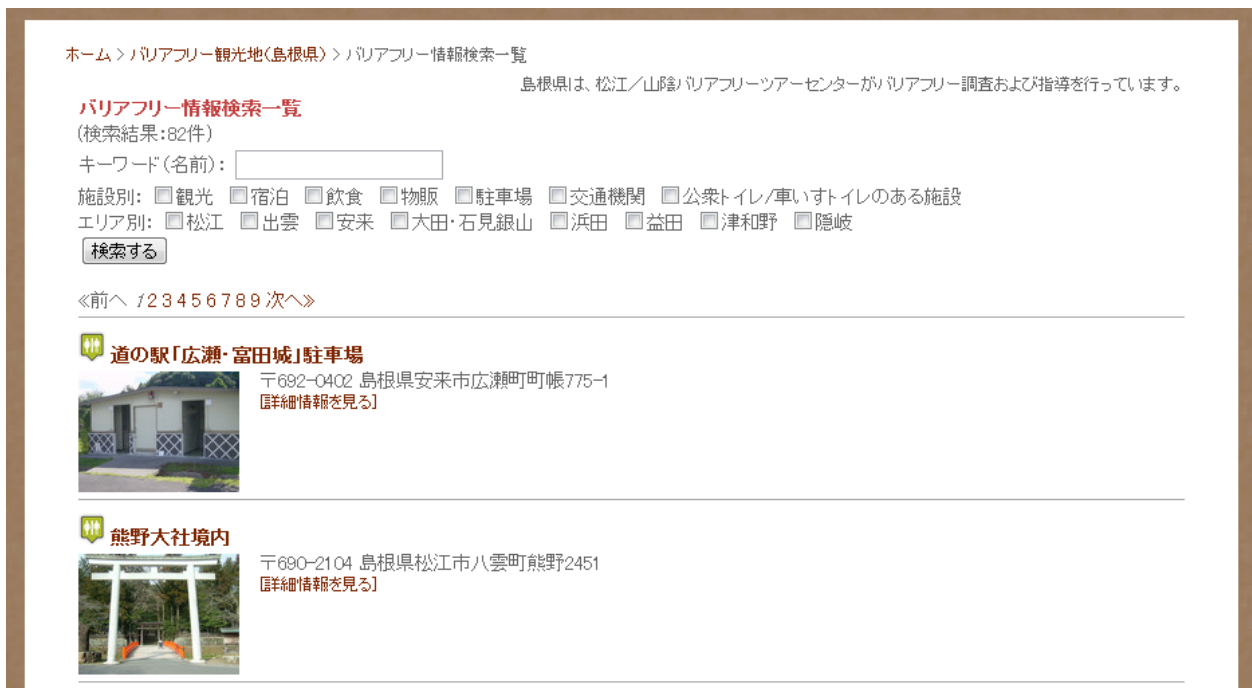 ホーム > バリアフリー観光地(島根県) > バリアフリー情報検索一覧
島根県は、松江／山陰バリアフリーツアーセンターがバリアフリー調査および指導を行っています。
バリアフリー情報検索一覧
(検索結果:82件)
キーワード(名前):
施設別: 観光 宿泊 飲食 物販 駐車場 交通機関 公衆トイレ/車いすトイレのある施設
エリア別: 松江 出雲 安来 大田・石見銀山 浜田 益田 津和野 隠岐
検索する
≪前へ 1 2 3 4 5 6 7 8 9 次へ≫
道の駅「広瀬・富田城」駐車場
〒692-0402 島根県安来市広瀬町町帳775-1
[詳細情報を見る]
熊野大社境内
〒690-2104 島根県松江市八雲町熊野2451
[詳細情報を見る]